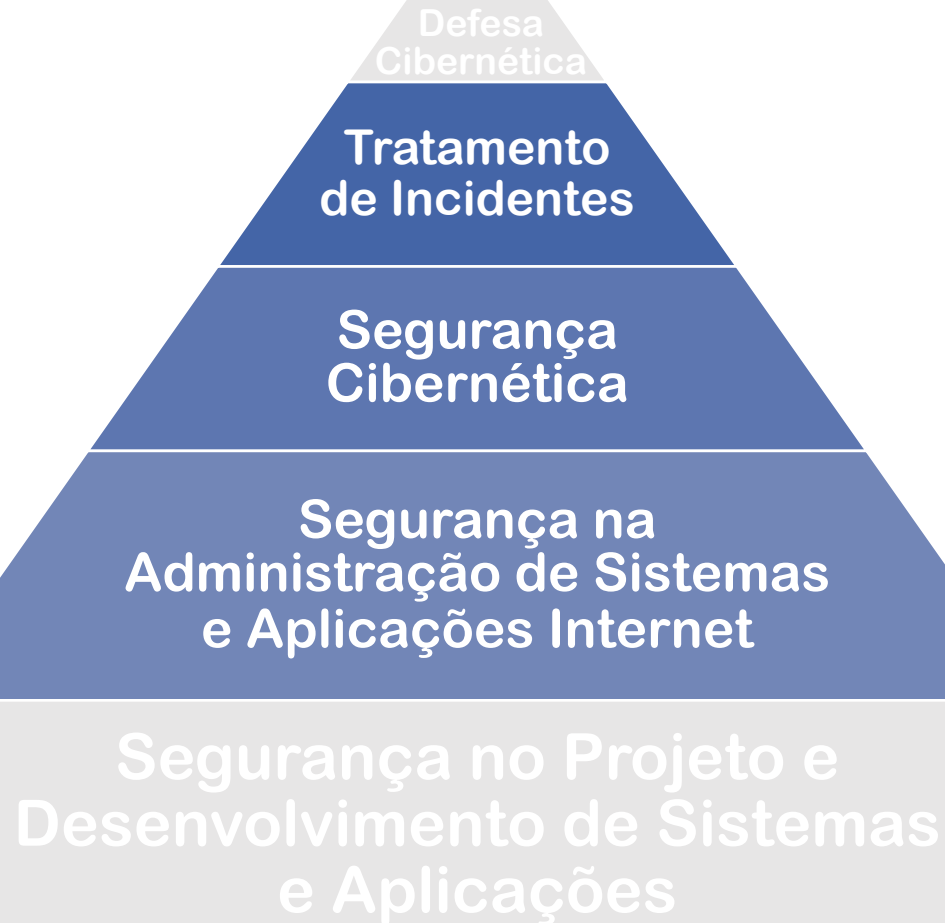 Defesa
Cibernética
Tratamento
de Incidentes
Segurança
Cibernética
Segurança na
Administração de Sistemas
e Aplicações Internet
Segurança no Projeto e
Desenvolvimento de Sistemas
e Aplicações